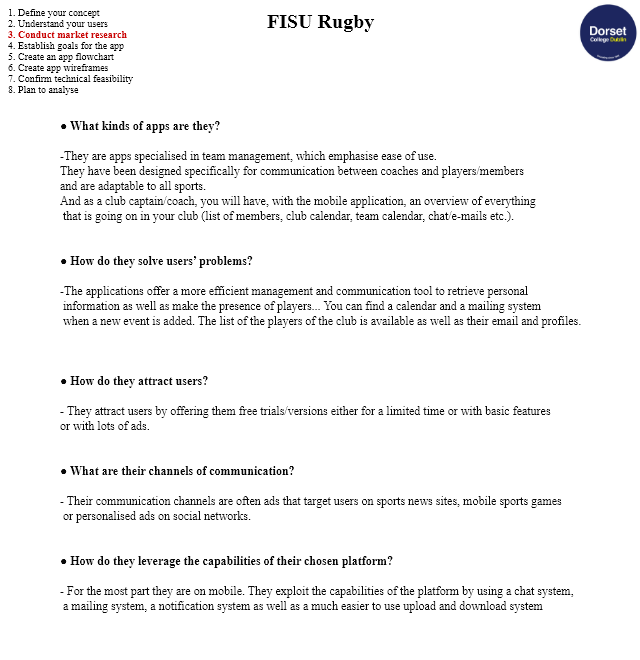 1. Define your concept
2. Understand your users
3. Conduct market research
4. Establish goals for the app
5. Create an app flowchart
6. Create app wireframes
7. Confirm technical feasibility
8. Plan to analyse
FISU Rugby
Dorset
College Dublin
● What kinds of apps are they?
-They are apps specialised in team management, which emphasise ease of use.
They have been designed specifically for communication between coaches and players/members
and are adaptable to all sports.
And as a club captain/coach, you will have, with the mobile application, an overview of everything
that is going on in your club (list of members, club calendar, team calendar, chat/e-mails etc.).
● How do they solve users’ problems?
-The applications offer a more efficient management and communication tool to retrieve personal
information as well as make the presence of players... You can find a calendar and a mailing system
when a new event is added. The list of the players of the club is available as well as their email and profiles.
● How do they attract users?
- They attract users by offering them free trials/versions either for a limited time or with basic features
or with lots of ads.
● What are their channels of communication?
- Their communication channels are often ads that target users on sports news sites, mobile sports games
or personalised ads on social networks.
● How do they leverage the capabilities of their chosen platform?
- For the most part they are on mobile. They exploit the capabilities of the platform by using a chat system,
a mailing system, a notification system as well as a much easier to use upload and download system